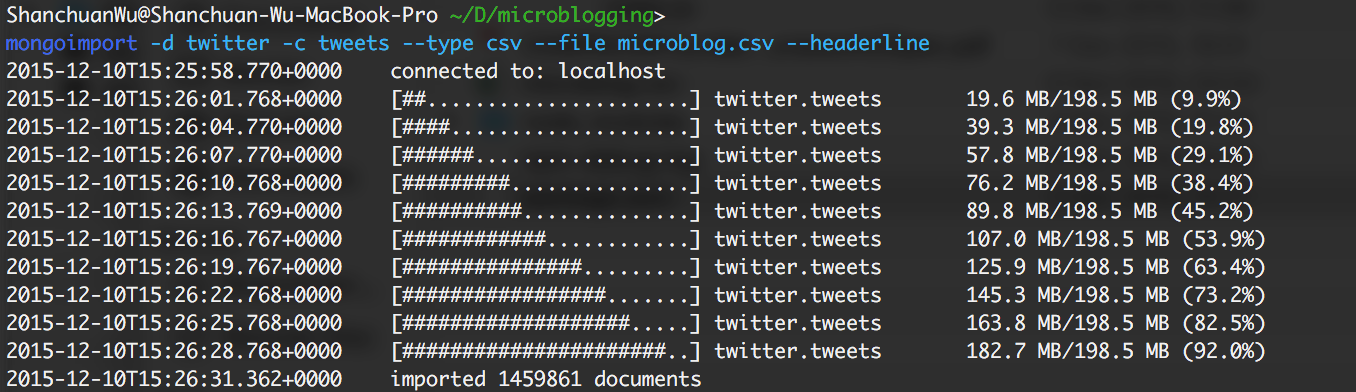 ShanchuanWu@Shanchuan-Wu-MacBook-Pro ~/D/microblogging>
mongoimport -d twitter -c tweets --type csv --file microblog.csv --headerline
2015-12-10T15:25:58.770+0000    connected to: localhost
2015-12-10T15:26:01.768+0000    [##......................] twitter.tweets       19.6 MB/198.5 MB (9.9%)
2015-12-10T15:26:04.770+0000    [####....................] twitter.tweets       39.3 MB/198.5 MB (19.8%)
2015-12-10T15:26:07.770+0000    [######..................] twitter.tweets       57.8 MB/198.5 MB (29.1%)
2015-12-10T15:26:10.768+0000    [#########...............] twitter.tweets       76.2 MB/198.5 MB (38.4%)
2015-12-10T15:26:13.769+0000    [##########..............] twitter.tweets       89.8 MB/198.5 MB (45.2%)
2015-12-10T15:26:16.767+0000    [############............] twitter.tweets       107.0 MB/198.5 MB (53.9%)
2015-12-10T15:26:19.767+0000    [###############.........] twitter.tweets       125.9 MB/198.5 MB (63.4%)
2015-12-10T15:26:22.768+0000    [#################.......] twitter.tweets       145.3 MB/198.5 MB (73.2%)
2015-12-10T15:26:25.768+0000    [###################.....] twitter.tweets       163.8 MB/198.5 MB (82.5%)
2015-12-10T15:26:28.768+0000    [######################..] twitter.tweets       182.7 MB/198.5 MB (92.0%)
2015-12-10T15:26:31.362+0000    imported 1459861 documents